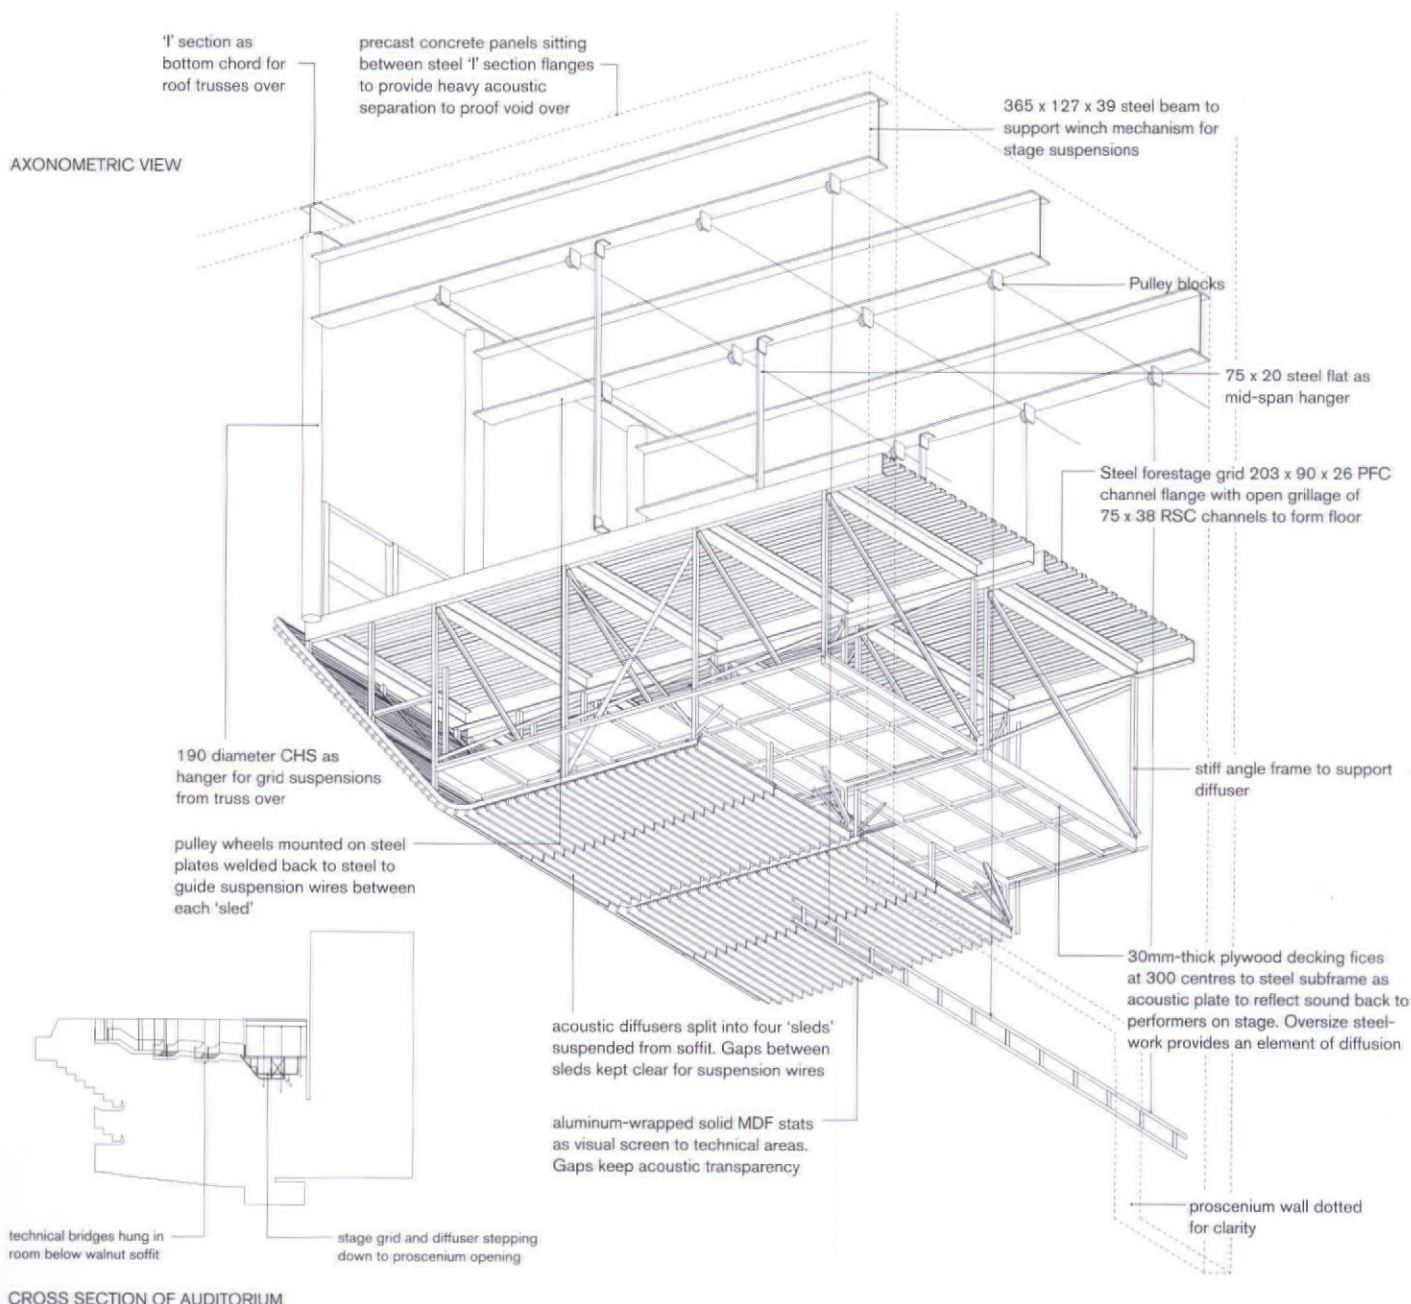 'I' section as
bottom chord for
roof trusses over
precast concrete panels sitting
between steel 'I' section flanges
to provide heavy acoustic
separation to proof void over
365 x 127 x 39 steel beam to
support winch mechanism for
stage suspensions
AXONOMETRIC VIEW
Pulley blocks
75 x 20 steel flat as
mid-span hanger
Steel forestage grid 203 x 90 x 26 PFC
channel flange with open grillage of
75 x 38 RSC channels to form floor
190 diameter CHS as
hanger for grid suspensions
from truss over
stiff angle frame to support
diffuser
pulley wheels mounted on steel
plates welded back to steel to
guide suspension wires between
each 'sled'
30mm-thick plywood decking fices
at 300 centres to steel subframe as
acoustic plate to reflect sound back to
performers on stage. Oversize steel-
work provides an element of diffusion
acoustic diffusers split into four 'sleds'
suspended from soffit. Gaps between
sleds kept clear for suspension wires
aluminum-wrapped solid MDF stats
as visual screen to technical areas.
Gaps keep acoustic transparency
proscenium wall dotted
for clarity
technical bridges hung in
room below walnut soffit
stage grid and diffuser stepping
down to proscenium opening
CROSS SECTION OF AUDITORIUM